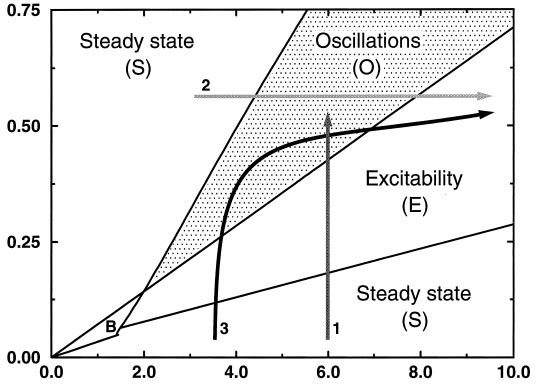 0.75
Steady state
(S)
Oscillations
(O)
2
0.50
Excitability
(E)
0.25
Steady state
(S)
B
3
1
0.00
0.0
2.0
4.0
6.0
8.0
10.0